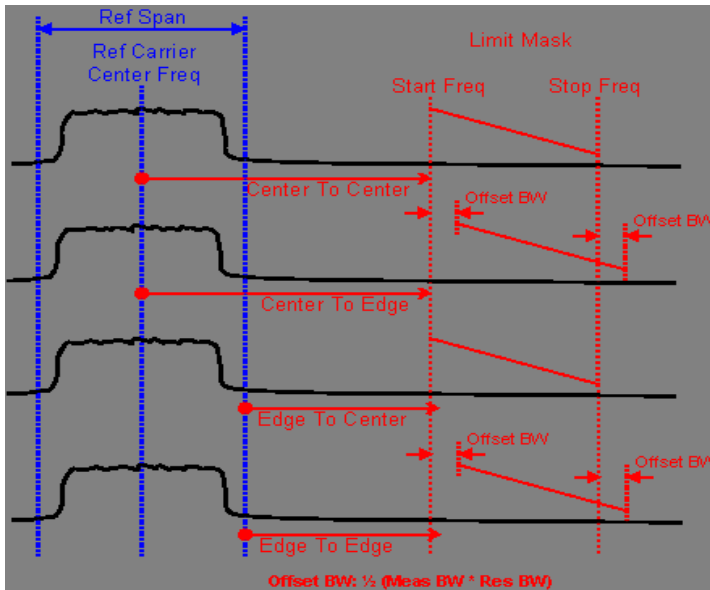 Ref Span
Ref Carrier
Center Freq
Limit Mask
Start Freq
Stop Freq
Center To Center
Offset BW
Offset BW
Center To Edge
Edge To Center
Offset BW
Offset BW
Edge To Edge
Offset BW: ½ (Meas BW * Res BW)